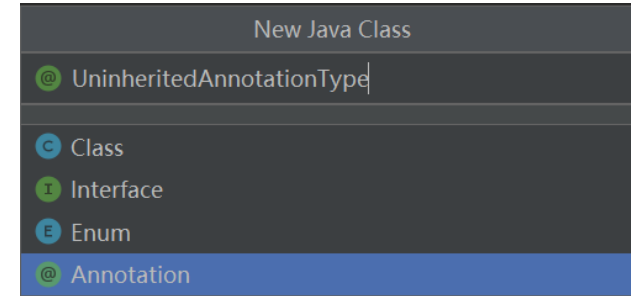 New Java Class
@ UninheritedAnnotationType
C Class
I Interface
E Enum
@ Annotation